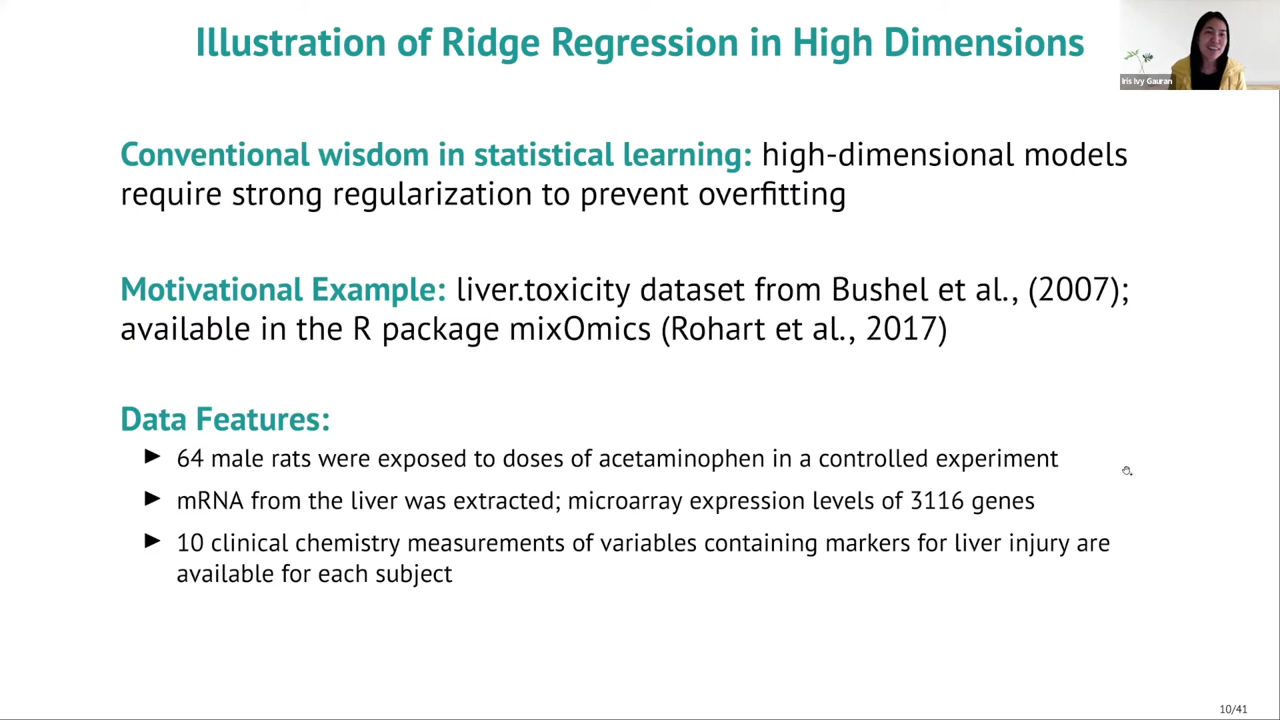 Illustration of Ridge Regression in High Dimensions
Iris Ivy Gauran
Conventional wisdom in statistical learning: high-dimensional models
require strong regularization to prevent overfitting
Motivational Example: liver.toxicity dataset from Bushel et al., (2007);
available in the R package mixOmics (Rohart et al., 2017)
Data Features:
► 64 male rats were exposed to doses of acetaminophen in a controlled experiment
► mRNA from the liver was extracted; microarray expression levels of 3116 genes
► 10 clinical chemistry measurements of variables containing markers for liver injury are
available for each subject
10/41